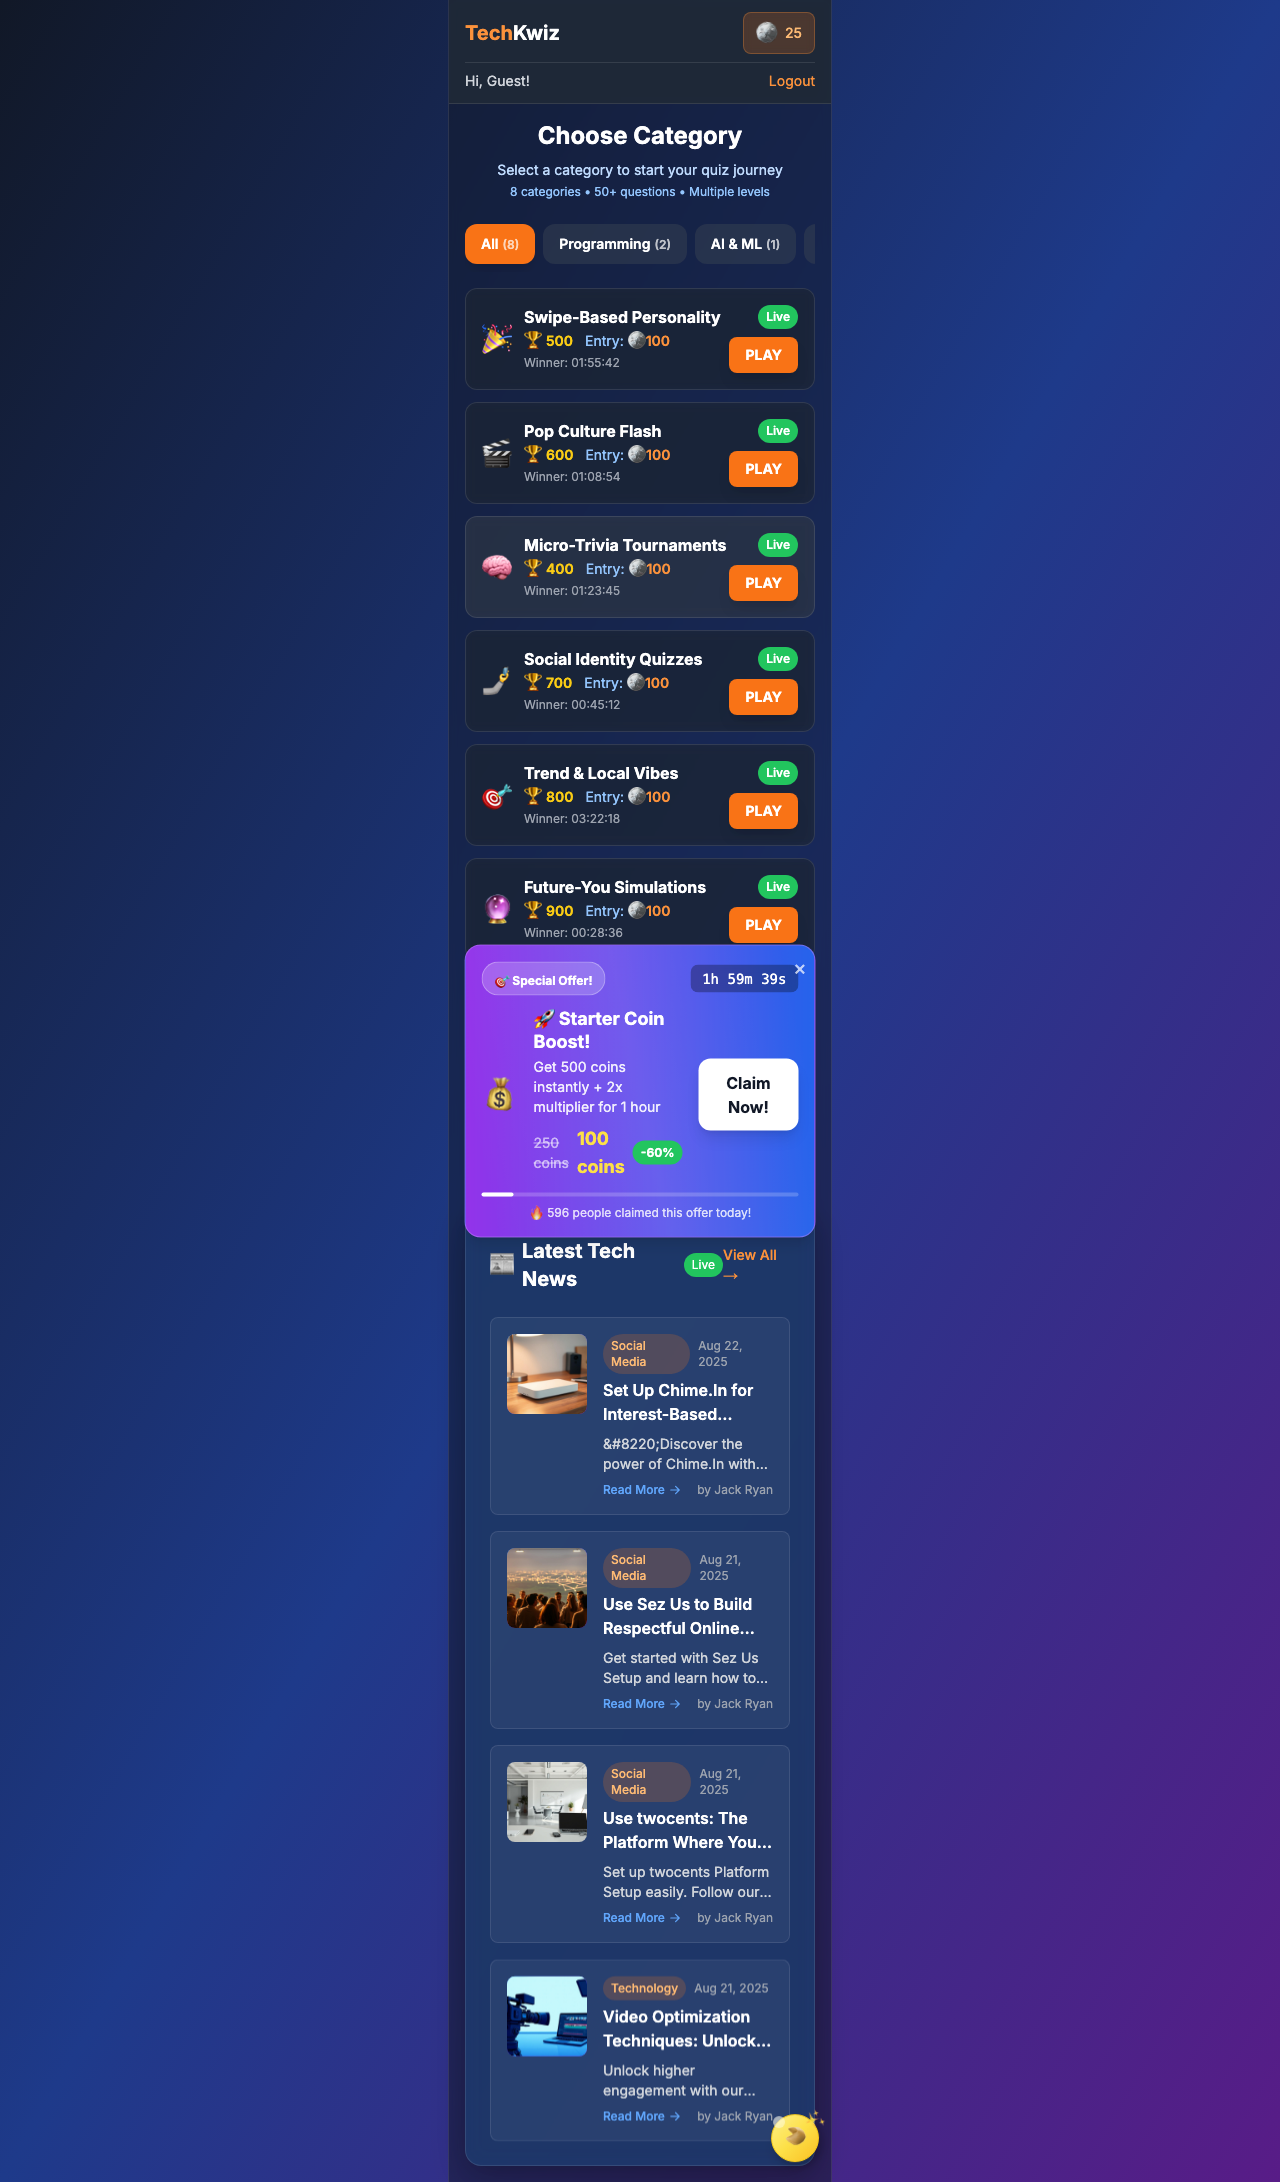 TechKwiz
25
Hi, Guest!
Logout
Choose Category
Select a category to start your quiz journey
8 categories • 50+ questions • Multiple levels
All (8)
Programming (2)
AI & ML (1)
Swipe-Based Personality
Live
🏆 500 Entry: 100
PLAY
Winner: 01:55:42
Pop Culture Flash
Live
🏆 600 Entry: 100
PLAY
Winner: 01:08:54
Micro-Trivia Tournaments
Live
🏆 400 Entry: 100
PLAY
Winner: 01:23:45
Social Identity Quizzes
Live
🏆 700 Entry: 100
PLAY
Winner: 00:45:12
Trend & Local Vibes
Live
🏆 800 Entry: 100
PLAY
Winner: 03:22:18
Future-You Simulations
Live
🏆 900 Entry: 100
PLAY
Winner: 00:28:36
🎯 Special Offer!
1h 59m 39s
×
🚀 Starter Coin
Boost!
Get 500 coins
instantly + 2x
multiplier for 1 hour
Claim
Now!
250
coins
100
coins
-60%
🔥 596 people claimed this offer today!
Latest Tech
News
Live
View All
→
Social
Media
Aug 22,
2025
Set Up Chime.In for
Interest-Based...
&#8220;Discover the
power of Chime.In with...
Read More →
by Jack Ryan
Social
Media
Aug 21,
2025
Use Sez Us to Build
Respectful Online...
Get started with Sez Us
Setup and learn how to...
Read More →
by Jack Ryan
Social
Media
Aug 21,
2025
Use twocents: The
Platform Where You...
Set up twocents Platform
Setup easily. Follow our...
Read More →
by Jack Ryan
Technology
Aug 21, 2025
Video Optimization
Techniques: Unlock...
Unlock higher
engagement with our...
Read More →
by Jack Ryan